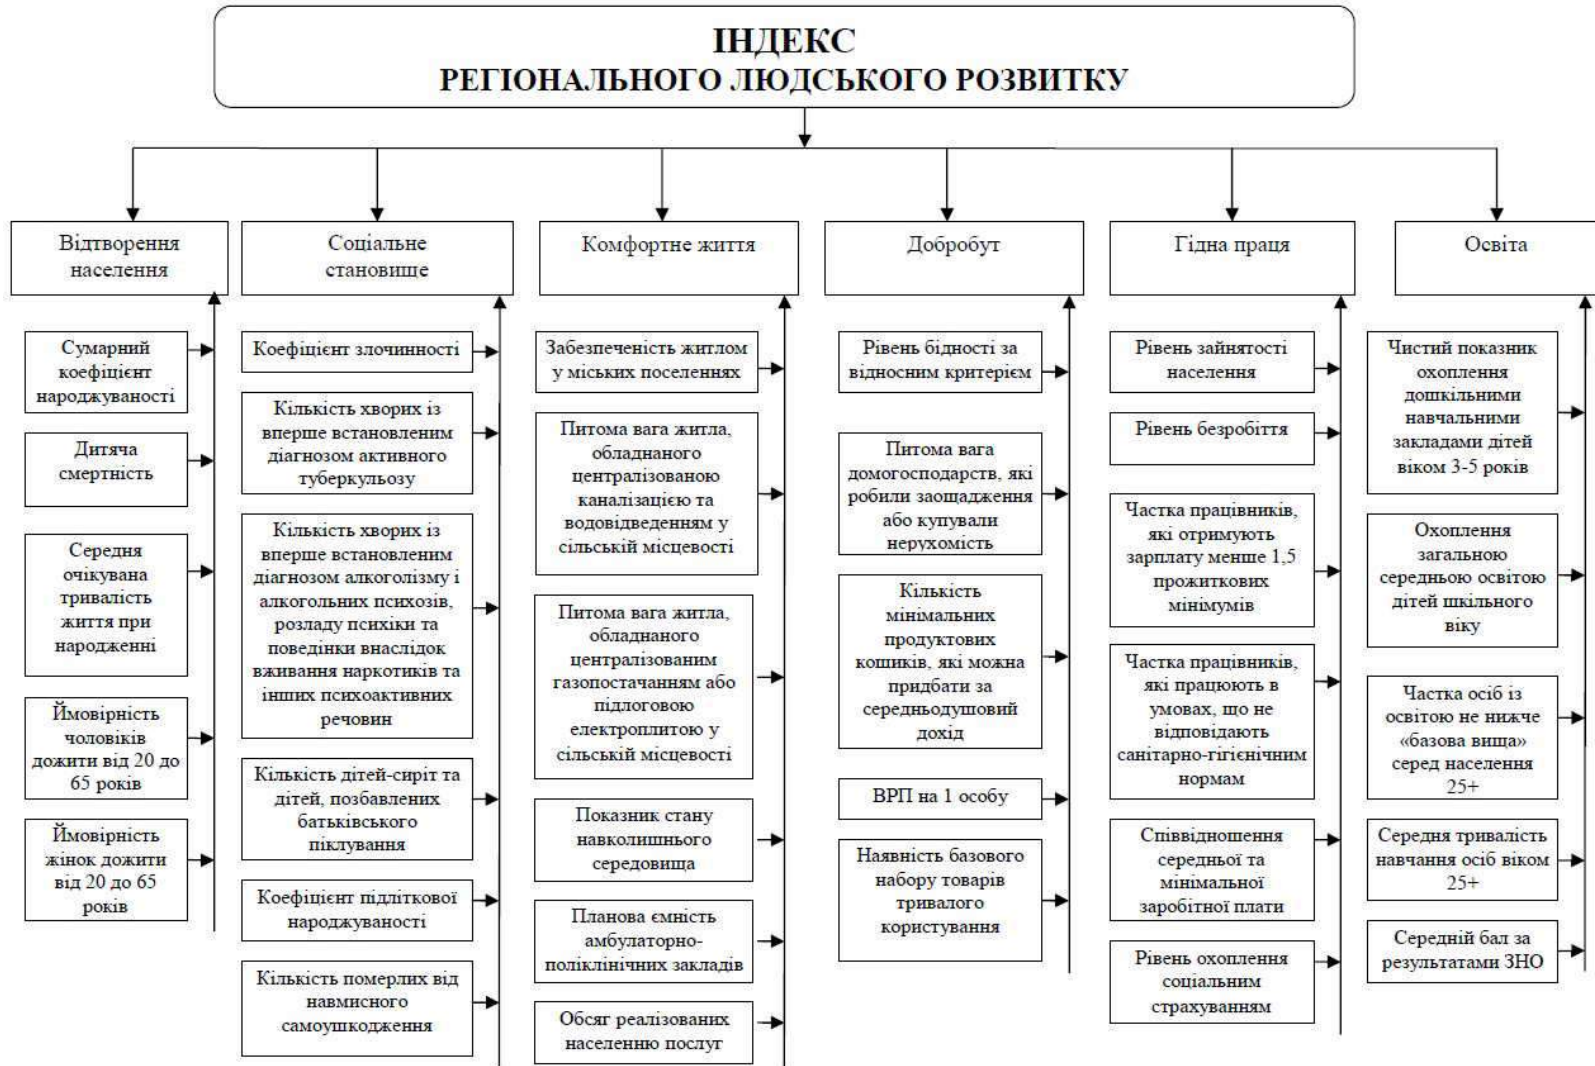 ІНДЕКС
РЕГІОНАЛЬНОГО ЛЮДСЬКОГО РОЗВИТКУ
Відтворення
населення
Соціальне
становище
Комфортне життя
Добробут
Гідна праця
Освіта
Сумарний
коефіцієнт
народжуваності
Дитяча
смертність
Середня
очікувана
тривалість
життя при
народженні
Ймовірність
чоловіків
дожити від 20 до
65 років
Ймовірність
жінок дожити
від 20 до 65
років
Коефіцієнт злочинності
Кількість хворих із
вперше встановленим
діагнозом активного
туберкульозу
Кількість хворих із
вперше встановленим
діагнозом алкоголізму і
алкогольних психозів,
розладу психіки та
поведінки внаслідок
вживання наркотиків та
інших психоактивних
речовин
Кількість дітей-сиріт та
дітей, позбавлених
батьківського
піклування
Коефіцієнт підліткової
народжуваності
Кількість померлих від
навмисного
самоушкодження
Забезпеченість житлом
у міських поселеннях
Питома вага житла,
обладнаного
централізованою
каналізацією та
водовідведенням у
сільській місцевості
Питома вага житла,
обладнаного
централізованим
газопостачанням або
підлоговою
електроплитою у
сільській місцевості
Показник стану
навколишнього
середовища
Планова ємність
амбулаторно-
поліклінічних закладів
Обсяг реалізованих
населенню послуг
Рівень бідності за
відносним критерієм
Питома вага
домогосподарств, які
робили заощадження
або купували
нерухомість
Кількість
мінімальних
продуктових
кошиків, які можна
придбати за
середньодушовий
дохід
ВРП на 1 особу
Наявність базового
набору товарів
тривалого
користування
Рівень зайнятості
населення
Рівень безробіття
Частка працівників,
які отримують
зарплату менше 1,5
прожиткових
мінімумів
Частка працівників,
які працюють в
умовах, що не
відповідають
санітарно-гігієнічним
нормам
Співвідношення
середньої та
мінімальної
заробітної плати
Рівень охоплення
соціальним
страхуванням
Чистий показник
охоплення
дошкільними
навчальними
закладами дітей
віком 3-5 років
Охоплення
загальною
середньою освітою
дітей шкільного
віку
Частка осіб із
освітою не нижче
«базова вища»
серед населення
25+
Середня тривалість
навчання осіб віком
25+
Середній бал за
результатами ЗНО